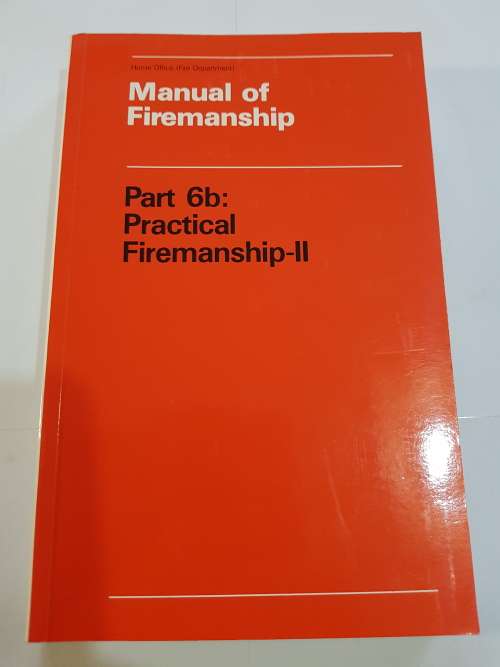 Home Office (Fire Department)
Manual of
Firemanship
Part 6b:
Practical
Firemanship-II